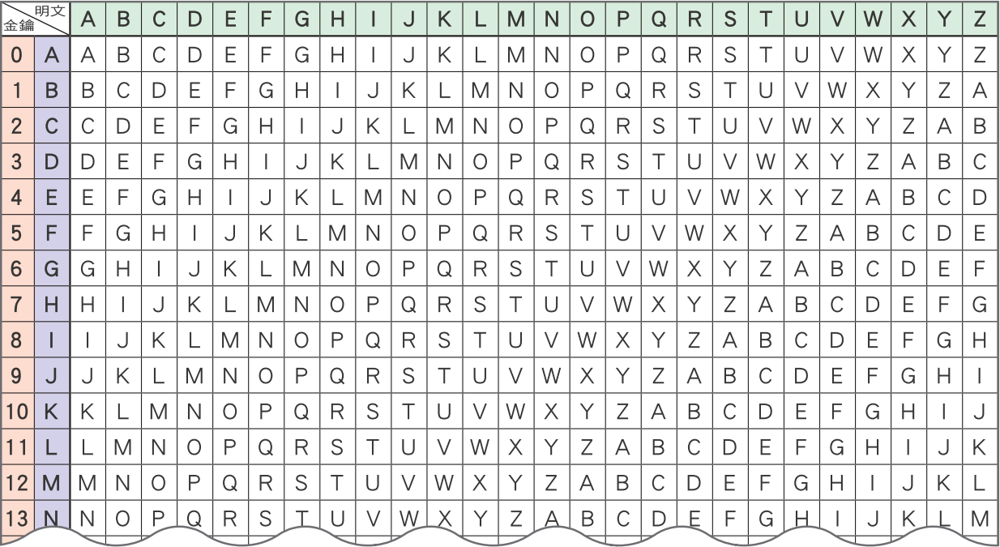 明文 A B C D E F G H I J K L M N O P Q R S T U V W X Y Z
金鑰
0 A A B C D E F G H I J K L M N O P Q R S T U V W X Y Z
1 B B C D E F G H I J K L M N O P Q R S T U V W X Y Z A
2 C C D E F G H I J K L M N O P Q R S T U V W X Y Z A B
3 D D E F G H I J K L M N O P Q R S T U V W X Y Z A B C
4 E E F G H I J K L M N O P Q R S T U V W X Y Z A B C D
5 F F G H I J K L M N O P Q R S T U V W X Y Z A B C D E
6 G G H I J K L M N O P Q R S T U V W X Y Z A B C D E F
7 H H I J K L M N O P Q R S T U V W X Y Z A B C D E F G
8 I I J K L M N O P Q R S T U V W X Y Z A B C D E F G H
9 J J K L M N O P Q R S T U V W X Y Z A B C D E F G H I
10 K K L M N O P Q R S T U V W X Y Z A B C D E F G H I J
11 L L M N O P Q R S T U V W X Y Z A B C D E F G H I J K
12 M M N O P Q R S T U V W X Y Z A B C D E F G H I J K L
13 N N O P Q R S T U V W X Y Z A B C D E F G H I J K L M